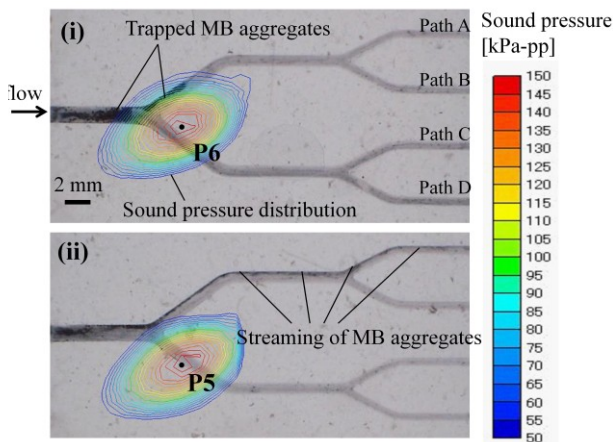 (i)
Trapped MB aggregates
Path A
Path B
Path C
Path D
flow
P6
2 mm
Sound pressure distribution
(ii)
Streaming of MB aggregates
P5
Sound pressure
[kPa-pp]
150
145
140
135
130
125
120
115
110
105
100
95
90
85
80
75
70
65
60
55
50